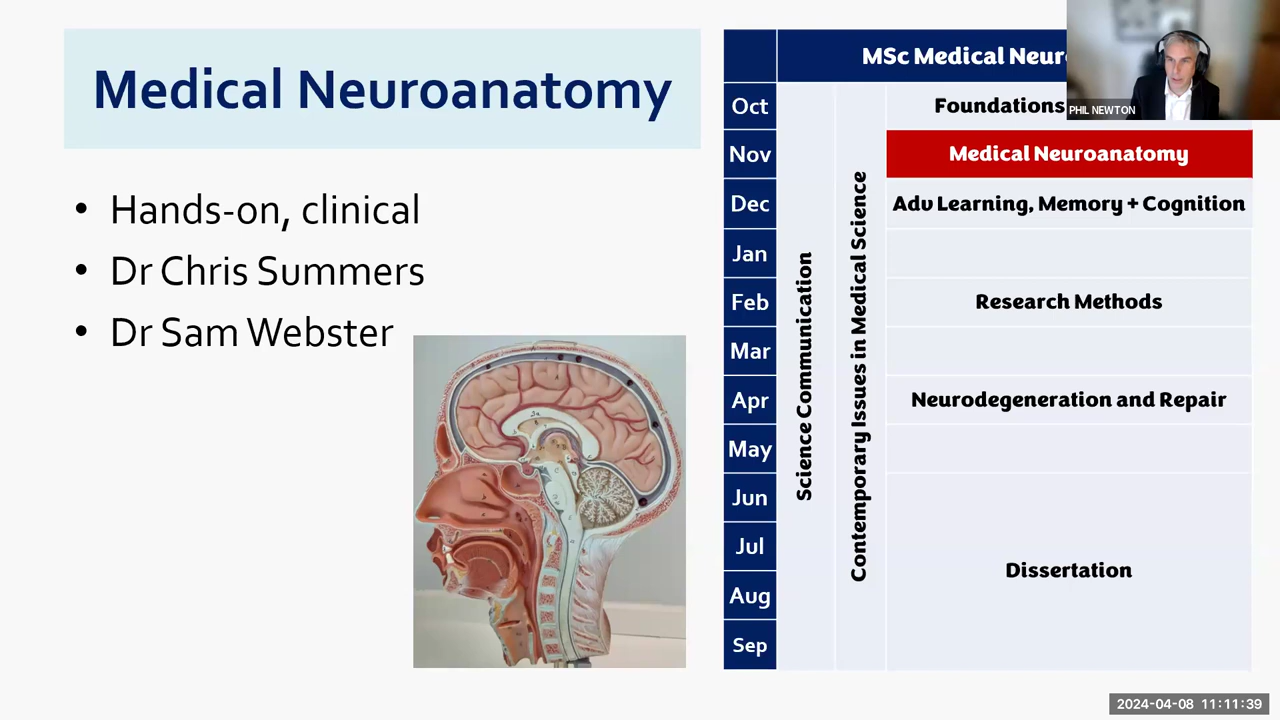 Medical Neuroanatomy
• Hands-on, clinical
• Dr Chris Summers
• Dr Sam Webster
MSc Medical Neur
Oct
Foundations
Nov
Medical Neuroanatomy
Dec
Adv Learning, Memory + Cognition
Jan
Feb
Research Methods
Mar
Apr
Neurodegeneration and Repair
May
Jun
Jul
Dissertation
Aug
Sep
Science Communication
Contemporary Issues in Medical Science
PHIL NEWTON
2024-04-08 11:11:39